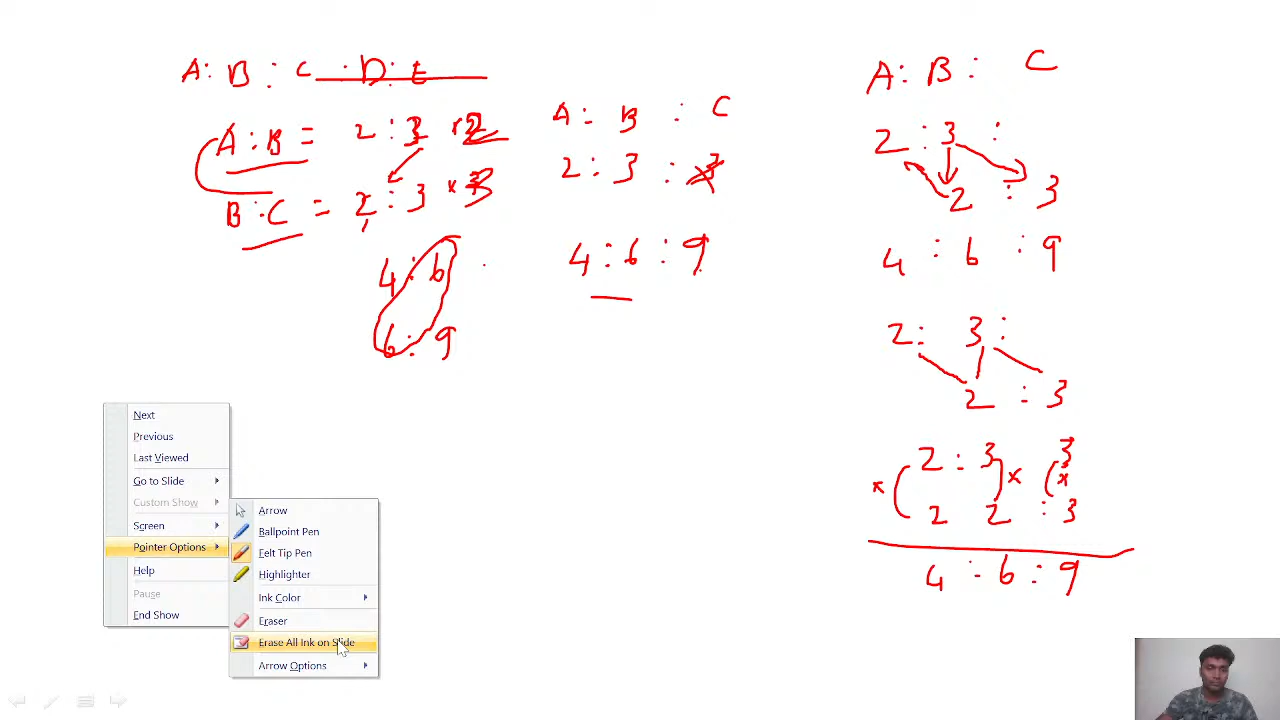 A: B : C : D: E
A:B = 2 : 3 × 2
B:C = 2 : 3 × 3
4 : 6
6 : 9
A: B : C
2 : 3 :
4 : 6 : 9
A: B : C
2 : 3 :
2 : 3
4 : 6 : 9
2: 3 :
2 : 3
× 2 : 3 × 3
×
2 2 : 3
4 : 6 : 9
Next
Previous
Last Viewed
Go to Slide
Custom Show
Screen
Pointer Options
Help
Pause
End Show
Arrow
Ballpoint Pen
Felt Tip Pen
Highlighter
Ink Color
Eraser
Erase All Ink on Slide
Arrow Options